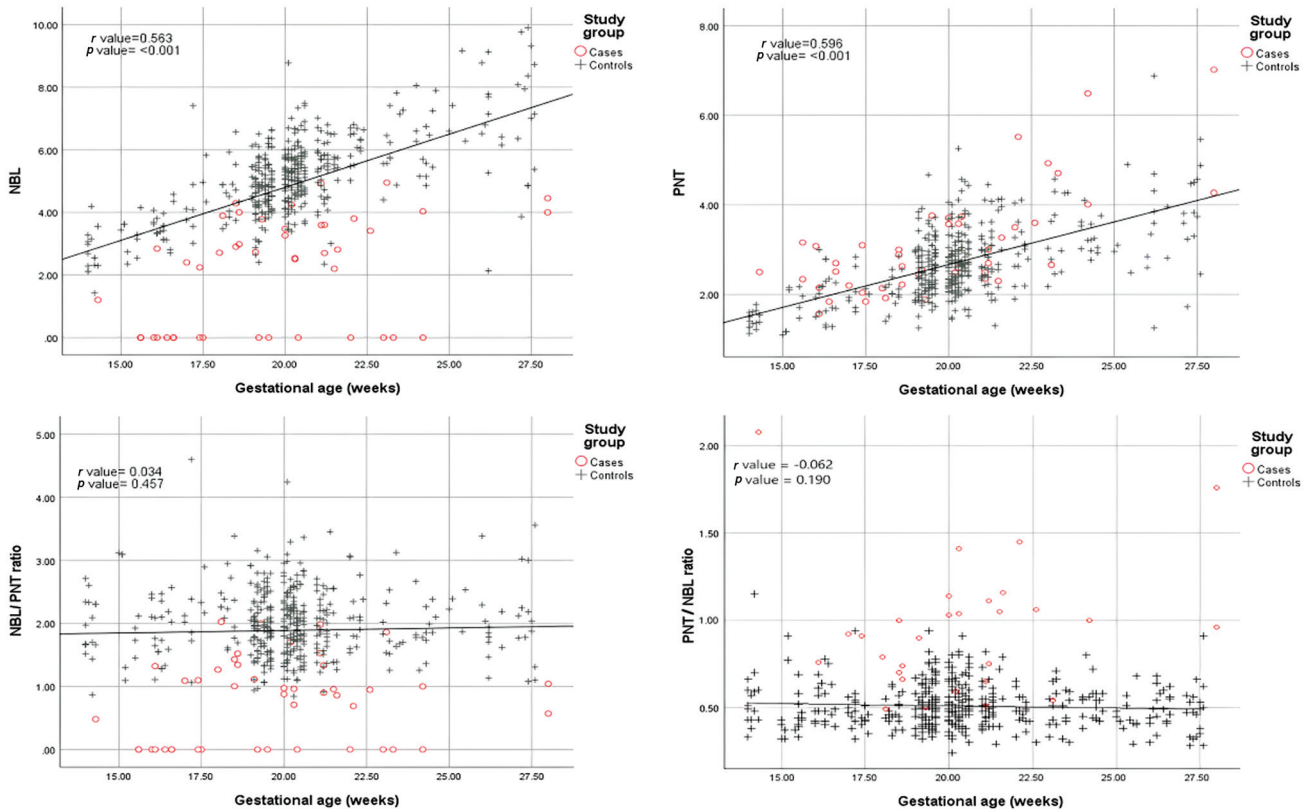 10.00
8.00
6.00
4.00
2.00
.00
NBL
r value=0.563
p value= <0.001
Study
group
Cases
Controls
15.00 17.50 20.00 22.50 25.00 27.50
Gestational age (weeks)
8.00
6.00
4.00
2.00
PNT
r value=0.596
p value= <0.001
Study
group
Cases
Controls
15.00 17.50 20.00 22.50 25.00 27.50
Gestational age (weeks)
5.00
4.00
3.00
2.00
1.00
.00
NBL/ PNT ratio
r value= 0.034
p value= 0.457
Study
group
Cases
Controls
15.00 17.50 20.00 22.50 25.00 27.50
Gestational age (weeks)
2.00
1.50
1.00
0.50
PNT / NBL ratio
r value = -0.062
p value = 0.190
Study
group
Cases
Controls
15.00 17.50 20.00 22.50 25.00 27.50
Gestational age (weeks)